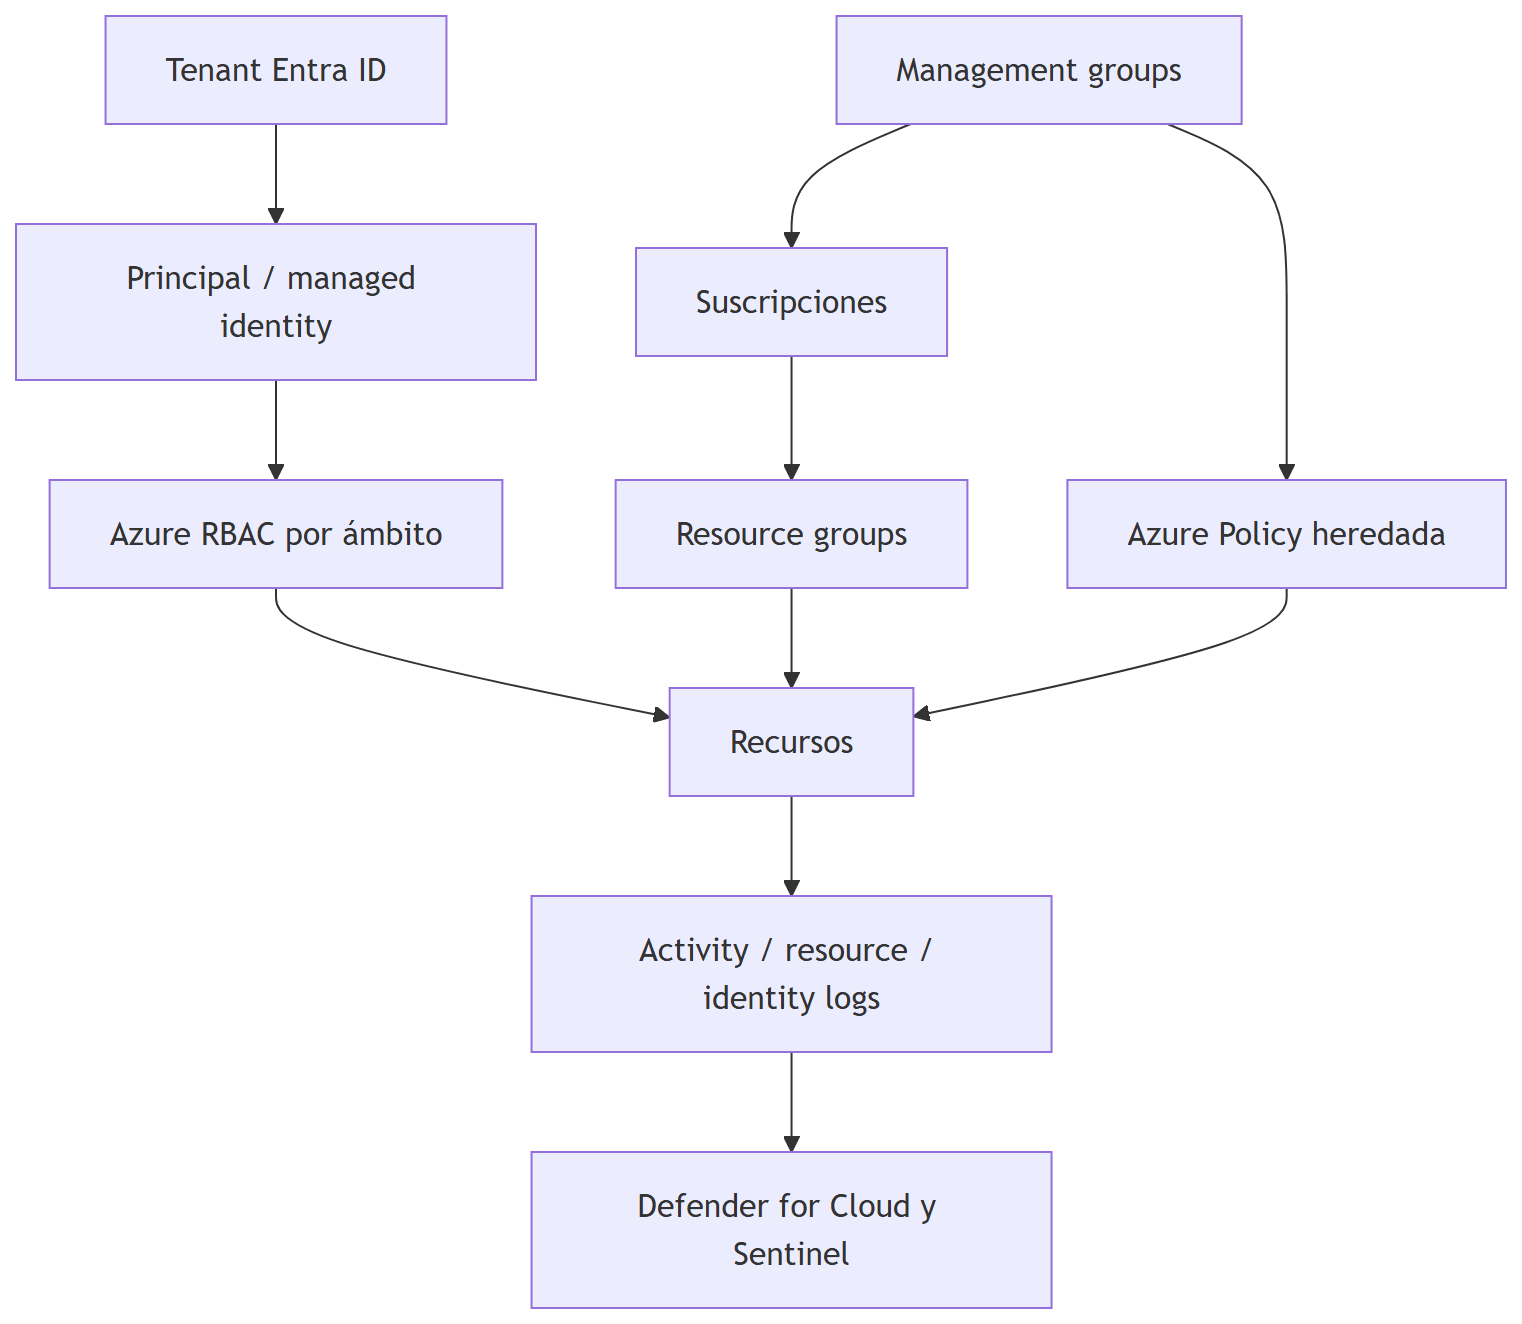 Tenant Entra ID
Management groups
Principal / managed
identity
Suscripciones
Azure RBAC por ámbito
Resource groups
Azure Policy heredada
Recursos
Activity / resource /
identity logs
Defender for Cloud y
Sentinel